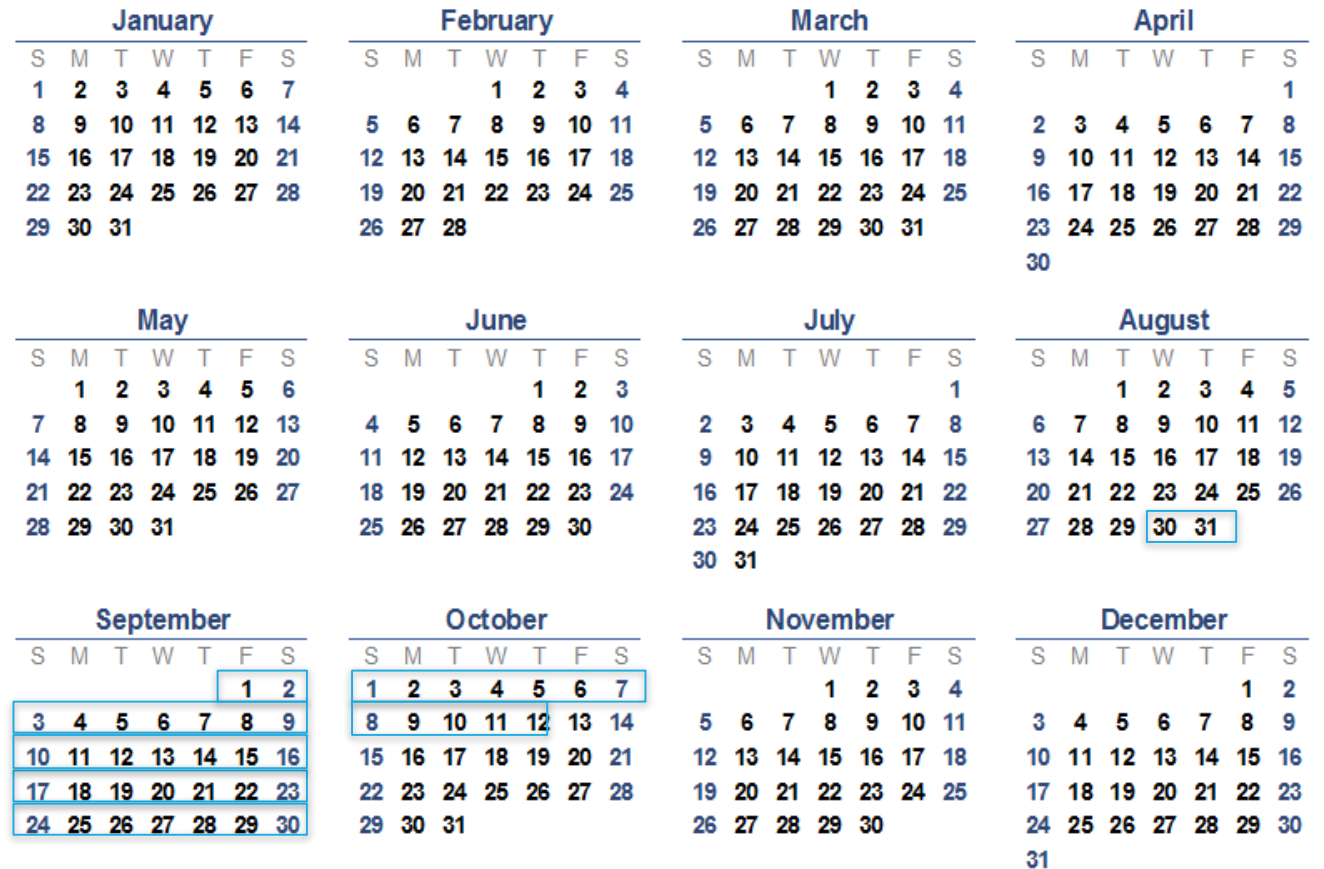 January February March April
S M T W T F S S M T W T F S S M T W T F S S M T W T F S
1 2 3 4 5 6 7 1 2 3 4 1 2 3 4 1
8 9 10 11 12 13 14 5 6 7 8 9 10 11 5 6 7 8 9 10 11 2 3 4 5 6 7 8
15 16 17 18 19 20 21 12 13 14 15 16 17 18 12 13 14 15 16 17 18 9 10 11 12 13 14 15
22 23 24 25 26 27 28 19 20 21 22 23 24 25 19 20 21 22 23 24 25 16 17 18 19 20 21 22
29 30 31 26 27 28 26 27 28 29 30 31 23 24 25 26 27 28 29
30
May June July August
S M T W T F S S M T W T F S S M T W T F S S M T W T F S
1 2 3 4 5 6 1 2 3 1 1 2 3 4 5
7 8 9 10 11 12 13 4 5 6 7 8 9 10 2 3 4 5 6 7 8 6 7 8 9 10 11 12
14 15 16 17 18 19 20 11 12 13 14 15 16 17 9 10 11 12 13 14 15 13 14 15 16 17 18 19
21 22 23 24 25 26 27 18 19 20 21 22 23 24 16 17 18 19 20 21 22 20 21 22 23 24 25 26
28 29 30 31 25 26 27 28 29 30 23 24 25 26 27 28 29 27 28 29 30 31
30 31
September October November December
S M T W T F S S M T W T F S S M T W T F S S M T W T F S
1 2 1 2 3 4 5 6 7 1 2 3 4 1 2
3 4 5 6 7 8 9 8 9 10 11 12 13 14 5 6 7 8 9 10 11 3 4 5 6 7 8 9
10 11 12 13 14 15 16 15 16 17 18 19 20 21 12 13 14 15 16 17 18 10 11 12 13 14 15 16
17 18 19 20 21 22 23 22 23 24 25 26 27 28 19 20 21 22 23 24 25 17 18 19 20 21 22 23
24 25 26 27 28 29 30 29 30 31 26 27 28 29 30 24 25 26 27 28 29 30
31